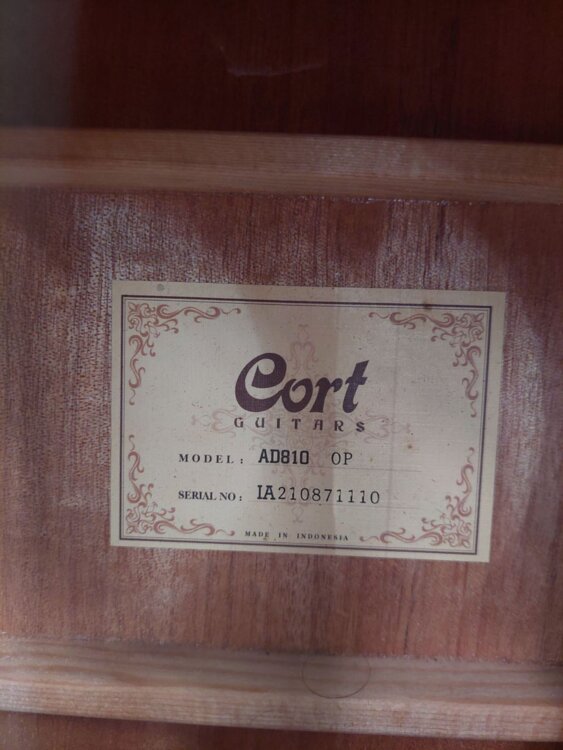 Cort
GUITARS
MODEL: AD810 OP
SERIAL NO: IA210871110
MADE IN INDONESIA